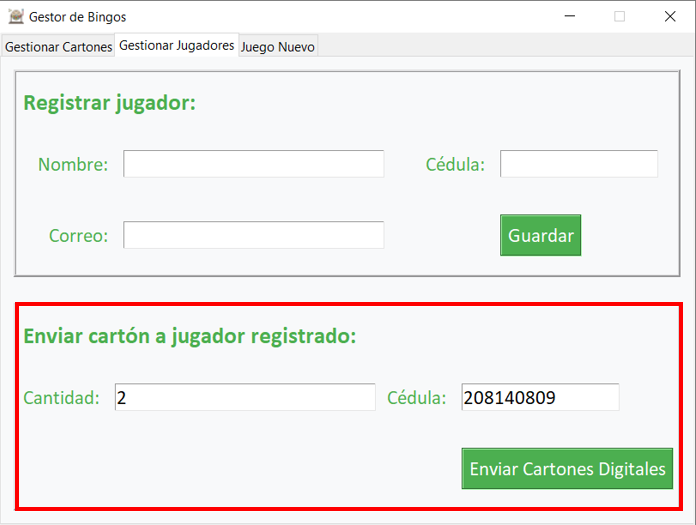 Gestor de Bingos
Gestionar Cartones Gestionar Jugadores Juego Nuevo
Registrar jugador:
Nombre: Cédula:
Correo: Guardar
Enviar cartón a jugador registrado:
Cantidad: 2 Cédula: 208140809
Enviar Cartones Digitales